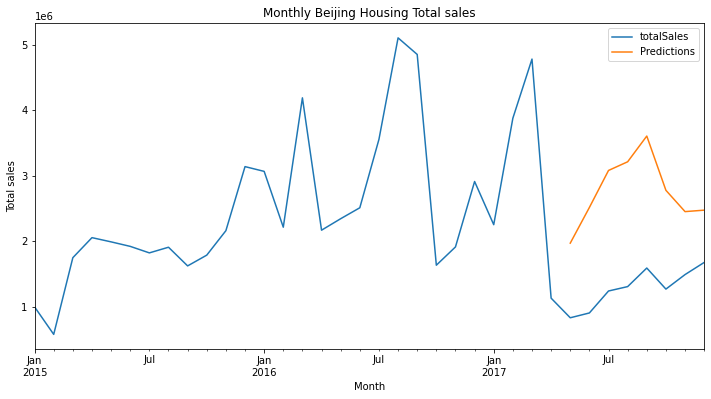 Monthly Beijing Housing Total sales
1e6
totalSales
Predictions
5
4
3
2
1
Total sales
Jan Jul Jan Jul Jan Jul
2015 2016 2017
Month